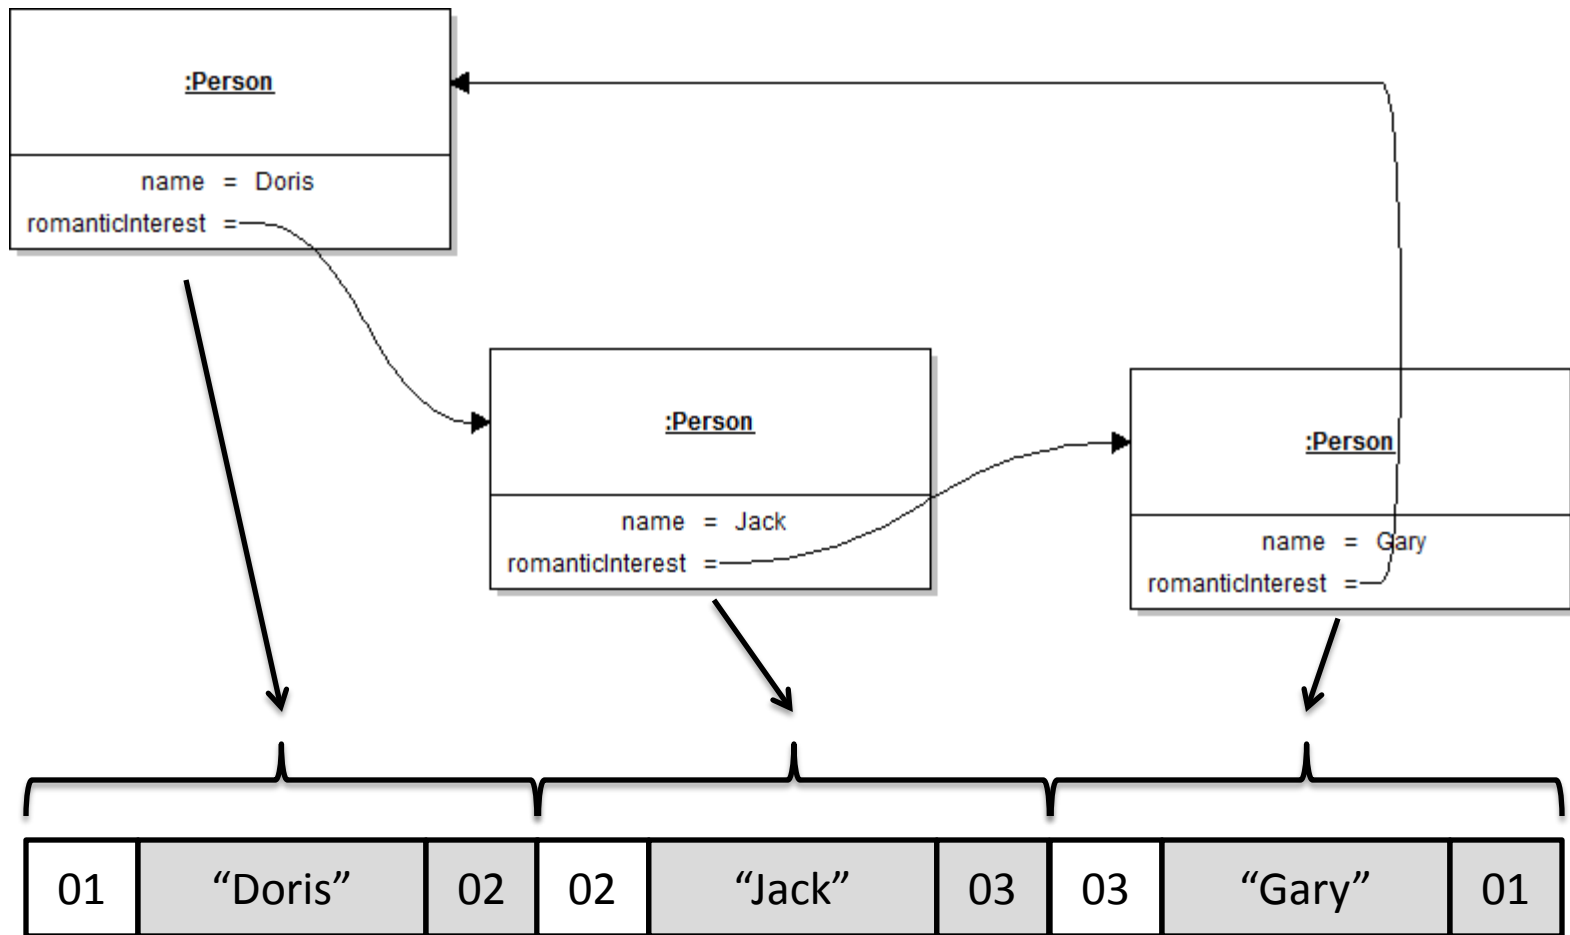 :Person
name = Doris
romanticInterest =
:Person
name = Jack
romanticInterest =
:Person
name = Gary
romanticInterest =
01 “Doris” 02 02 “Jack” 03 03 “Gary” 01